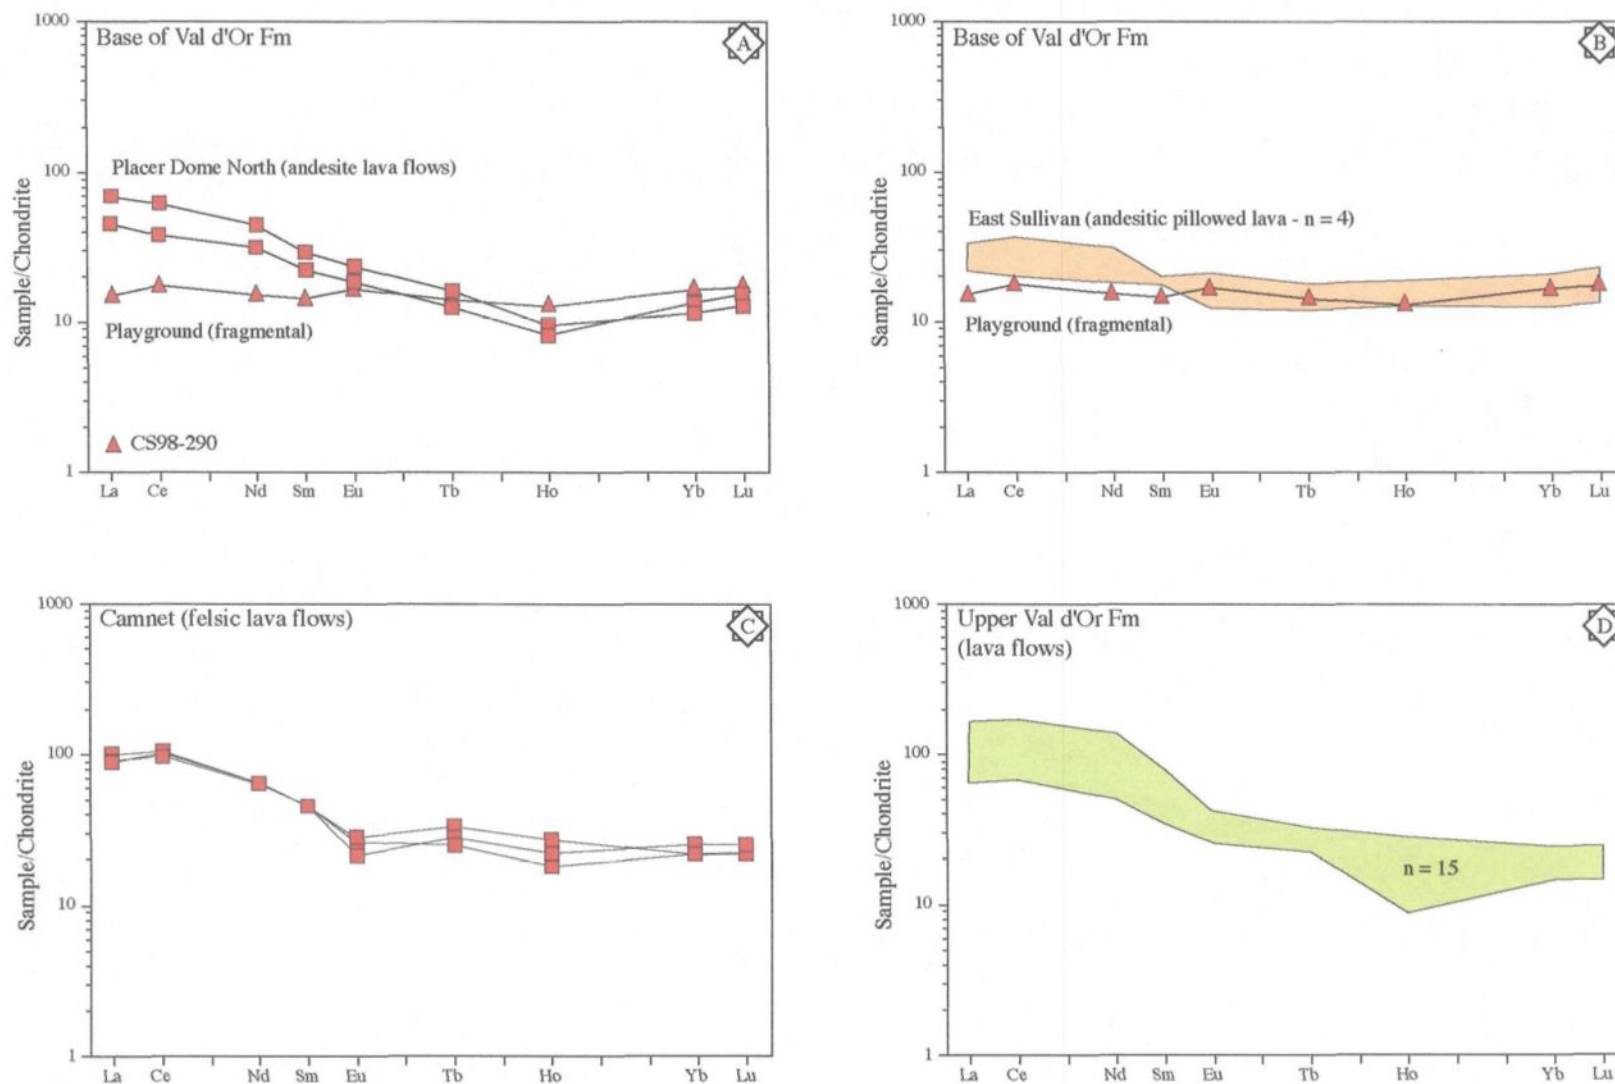 Base of Val d'Or Fm
A
1000
100
10
1
Sample/Chondrite
Placer Dome North (andesite lava flows)
Playground (fragmental)
CS98-290
La Ce Nd Sm Eu Tb Ho Yb Lu
Base of Val d'Or Fm
B
1000
100
10
1
Sample/Chondrite
East Sullivan (andesitic pillowed lava - n = 4)
Playground (fragmental)
La Ce Nd Sm Eu Tb Ho Yb Lu
Camnet (felsic lava flows)
C
1000
100
10
1
Sample/Chondrite
La Ce Nd Sm Eu Tb Ho Yb Lu
Upper Val d'Or Fm
(lava flows)
D
1000
100
10
1
Sample/Chondrite
n = 15
La Ce Nd Sm Eu Tb Ho Yb Lu